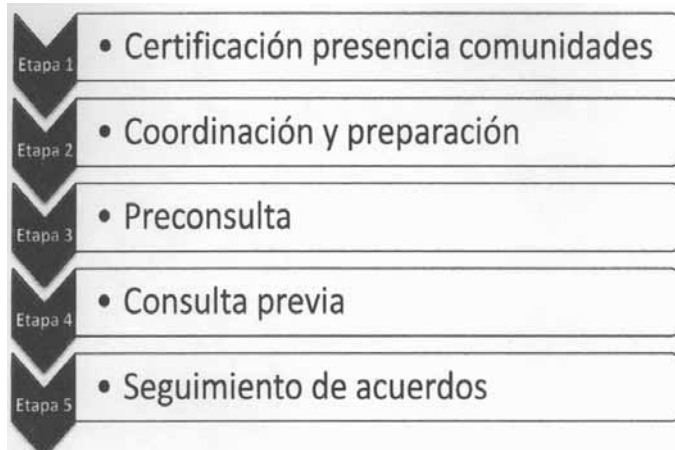 Etapa 1
• Certificación presencia comunidades
Etapa 2
• Coordinación y preparación
Etapa 3
• Preconsulta
Etapa 4
• Consulta previa
Etapa 5
• Seguimiento de acuerdos